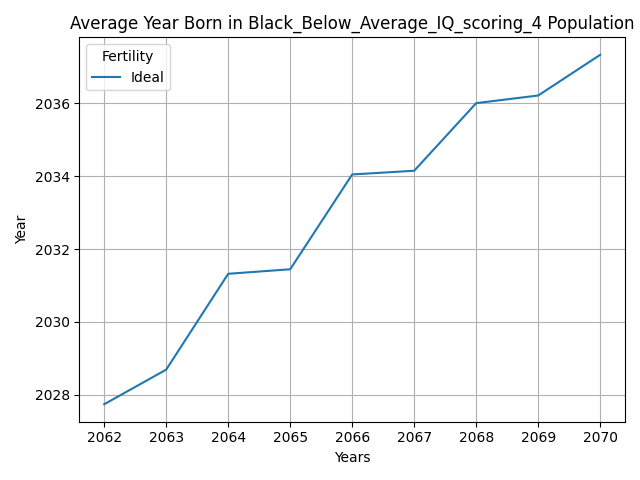 Average Year Born in Black_Below_Average_IQ_scoring_4 Population
Fertility
Ideal
2036
2034
2032
2030
2028
Year
2062 2063 2064 2065 2066 2067 2068 2069 2070
Years